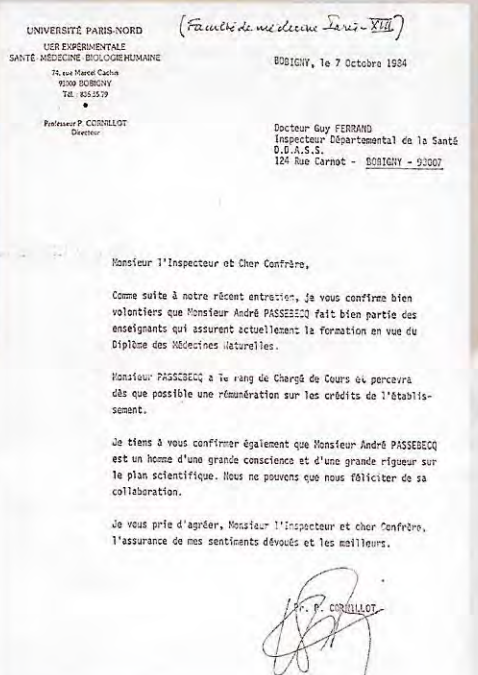 (Faculté de médecine Paris-XIII)
UNIVERSITÉ PARIS-NORD
UER EXPÉRIMENTALE
SANTÉ-MÉDECINE-BIOLOGIE HUMAINE
74, rue Marcel Cachin
93000 BOBIGNY
Tél. : 835.55.79
Professeur P. CORNILLOT
Directeur
BOBIGNY, le 7 Octobre 1984
Docteur Guy FERRAND
Inspecteur Départemental de la Santé
D.D.A.S.S.
124 Rue Carnot - BOBIGNY - 93007
Monsieur l'Inspecteur et Cher Confrère,
Comme suite à notre récent entretien, je vous confirme bien
volontiers que Monsieur André PASSEBECQ fait bien partie des
enseignants qui assurent actuellement la formation en vue du
Diplôme des Médecines Naturelles.
Monsieur PASSEBECQ a le rang de Chargé de Cours et percevra
dès que possible une rémunération sur les crédits de l'établis-
sement.
Je tiens à vous confirmer également que Monsieur André PASSEBECQ
est un homme d'une grande conscience et d'une grande rigueur sur
le plan scientifique. Nous ne pouvons que nous féliciter de sa
collaboration.
Je vous prie d'agréer, Monsieur l'Inspecteur et cher Confrère,
l'assurance de mes sentiments dévoués et les meilleurs.
Pr. P. CORNILLOT